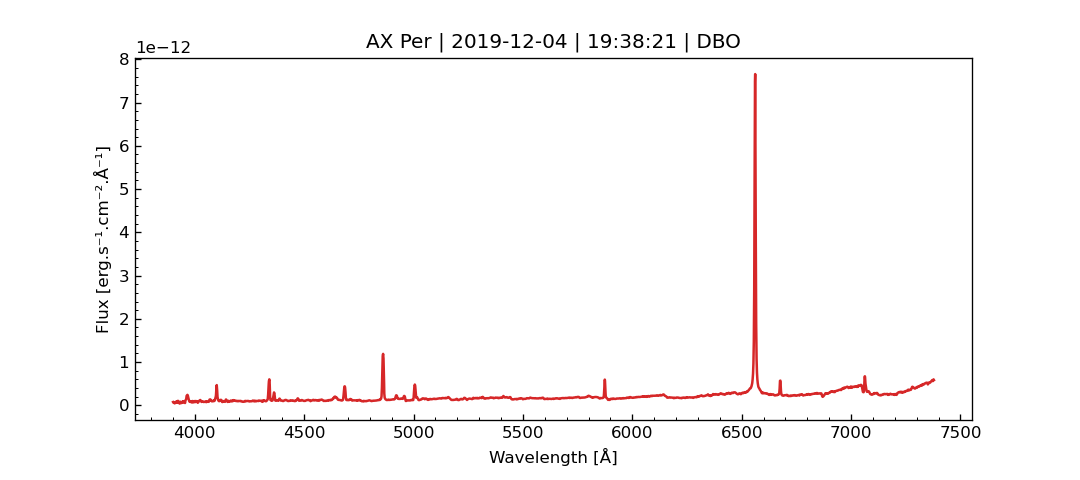 AX Per | 2019-12-04 | 19:38:21 | DBO
1e−12
8
7
6
5
4
3
2
1
0
Flux [erg.s⁻¹.cm⁻².Å⁻¹]
4000 4500 5000 5500 6000 6500 7000 7500
Wavelength [Å]